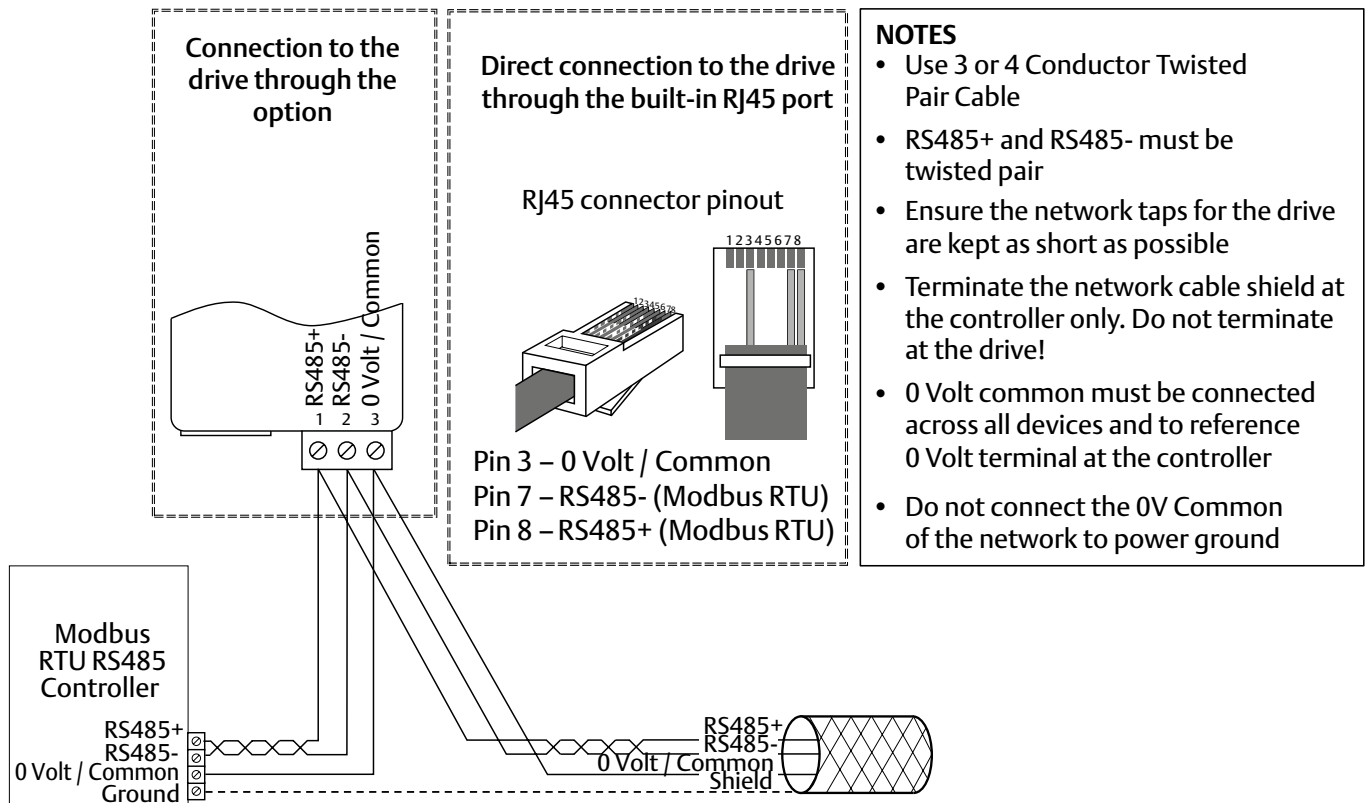 Connection to the
drive through the
option
RS485+
RS485-
0 Volt / Common
1 2 3
Direct connection to the drive
through the built-in RJ45 port
RJ45 connector pinout
12345678
12345678
Pin 3 – 0 Volt / Common
Pin 7 – RS485- (Modbus RTU)
Pin 8 – RS485+ (Modbus RTU)
NOTES
• Use 3 or 4 Conductor Twisted
Pair Cable
• RS485+ and RS485- must be
twisted pair
• Ensure the network taps for the drive
are kept as short as possible
• Terminate the network cable shield at
the controller only. Do not terminate
at the drive!
• 0 Volt common must be connected
across all devices and to reference
0 Volt terminal at the controller
• Do not connect the 0V Common
of the network to power ground
Modbus
RTU RS485
Controller
RS485+
RS485-
0 Volt / Common
Ground
RS485+
RS485-
0 Volt / Common
Shield